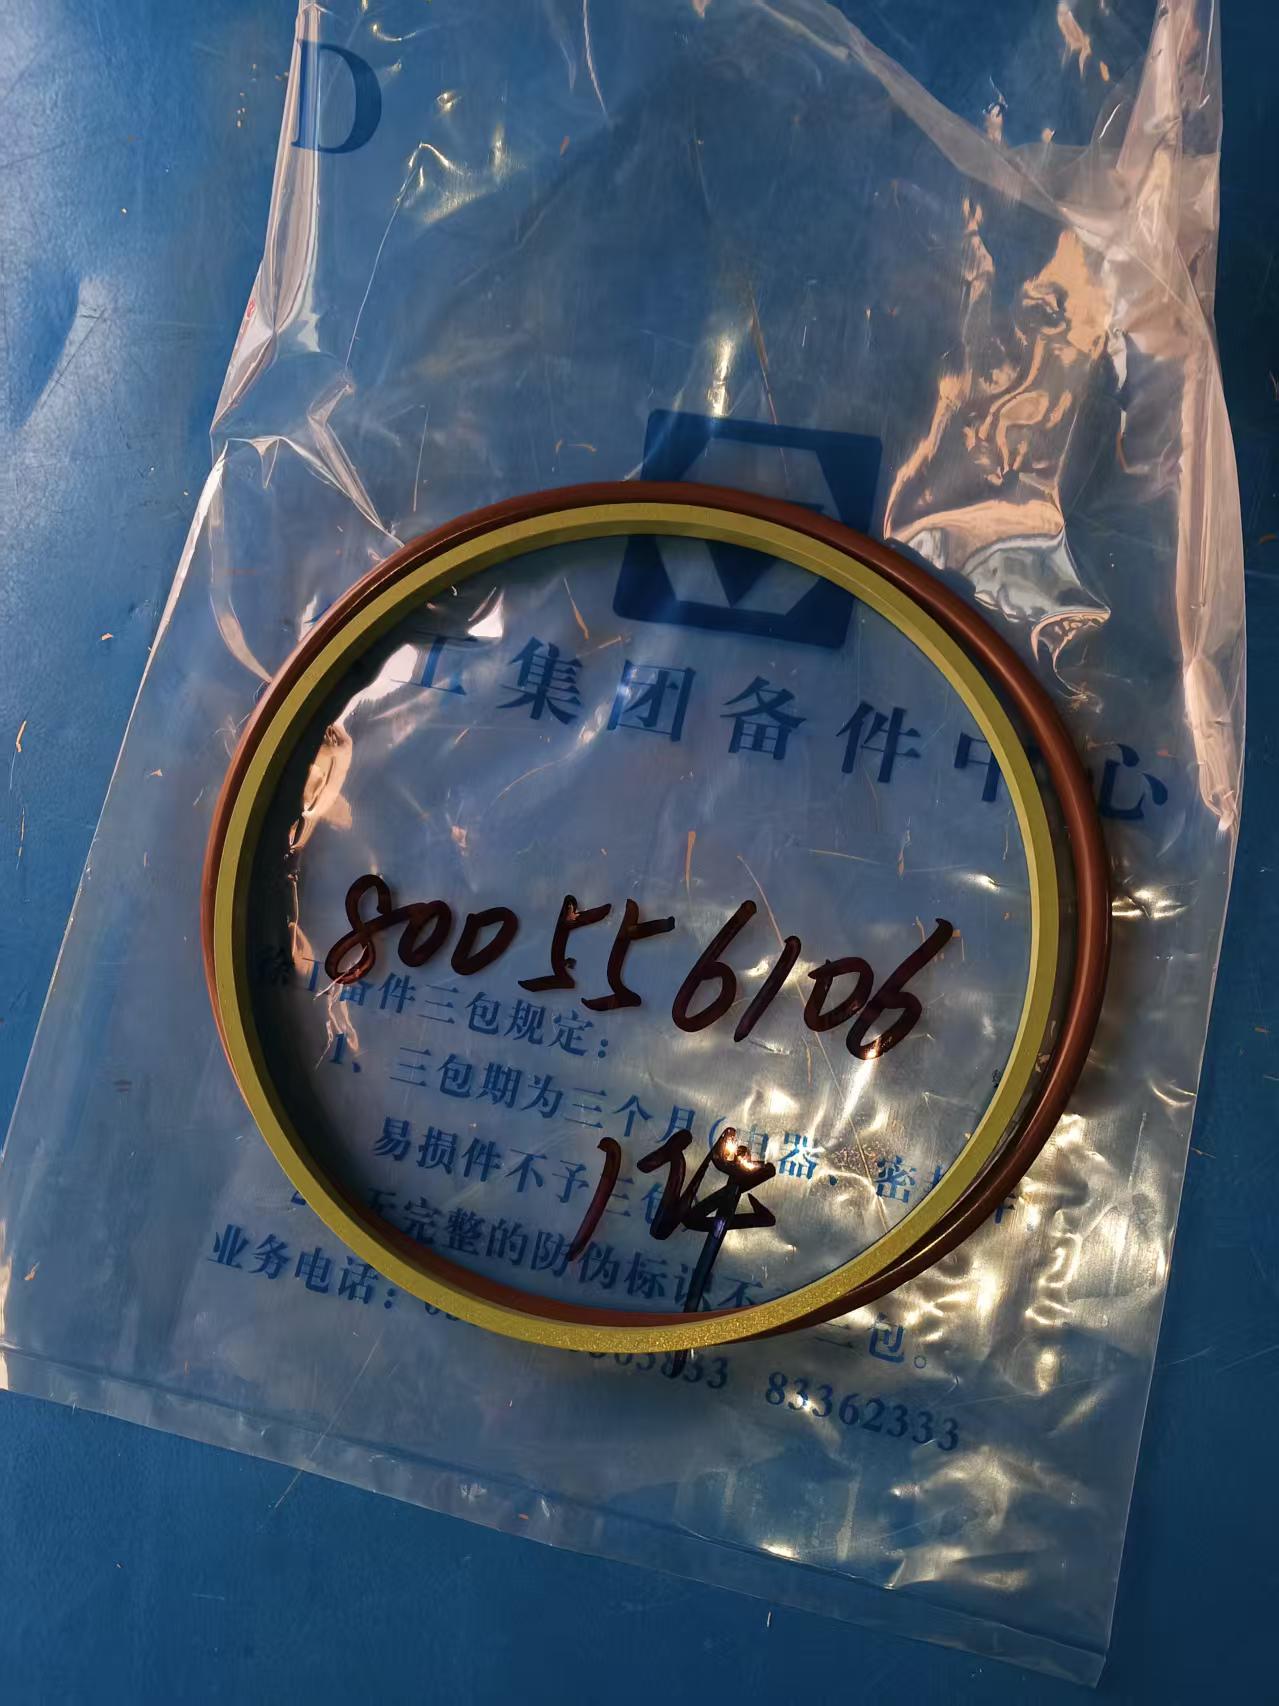 D
工集团备件中心
800556106
徐工备件三包规定：
1、三包期为三个月（电器、密封件
1件
易损件不予三包
无完整的防伪标识不 三包。
业务电话：
83362333